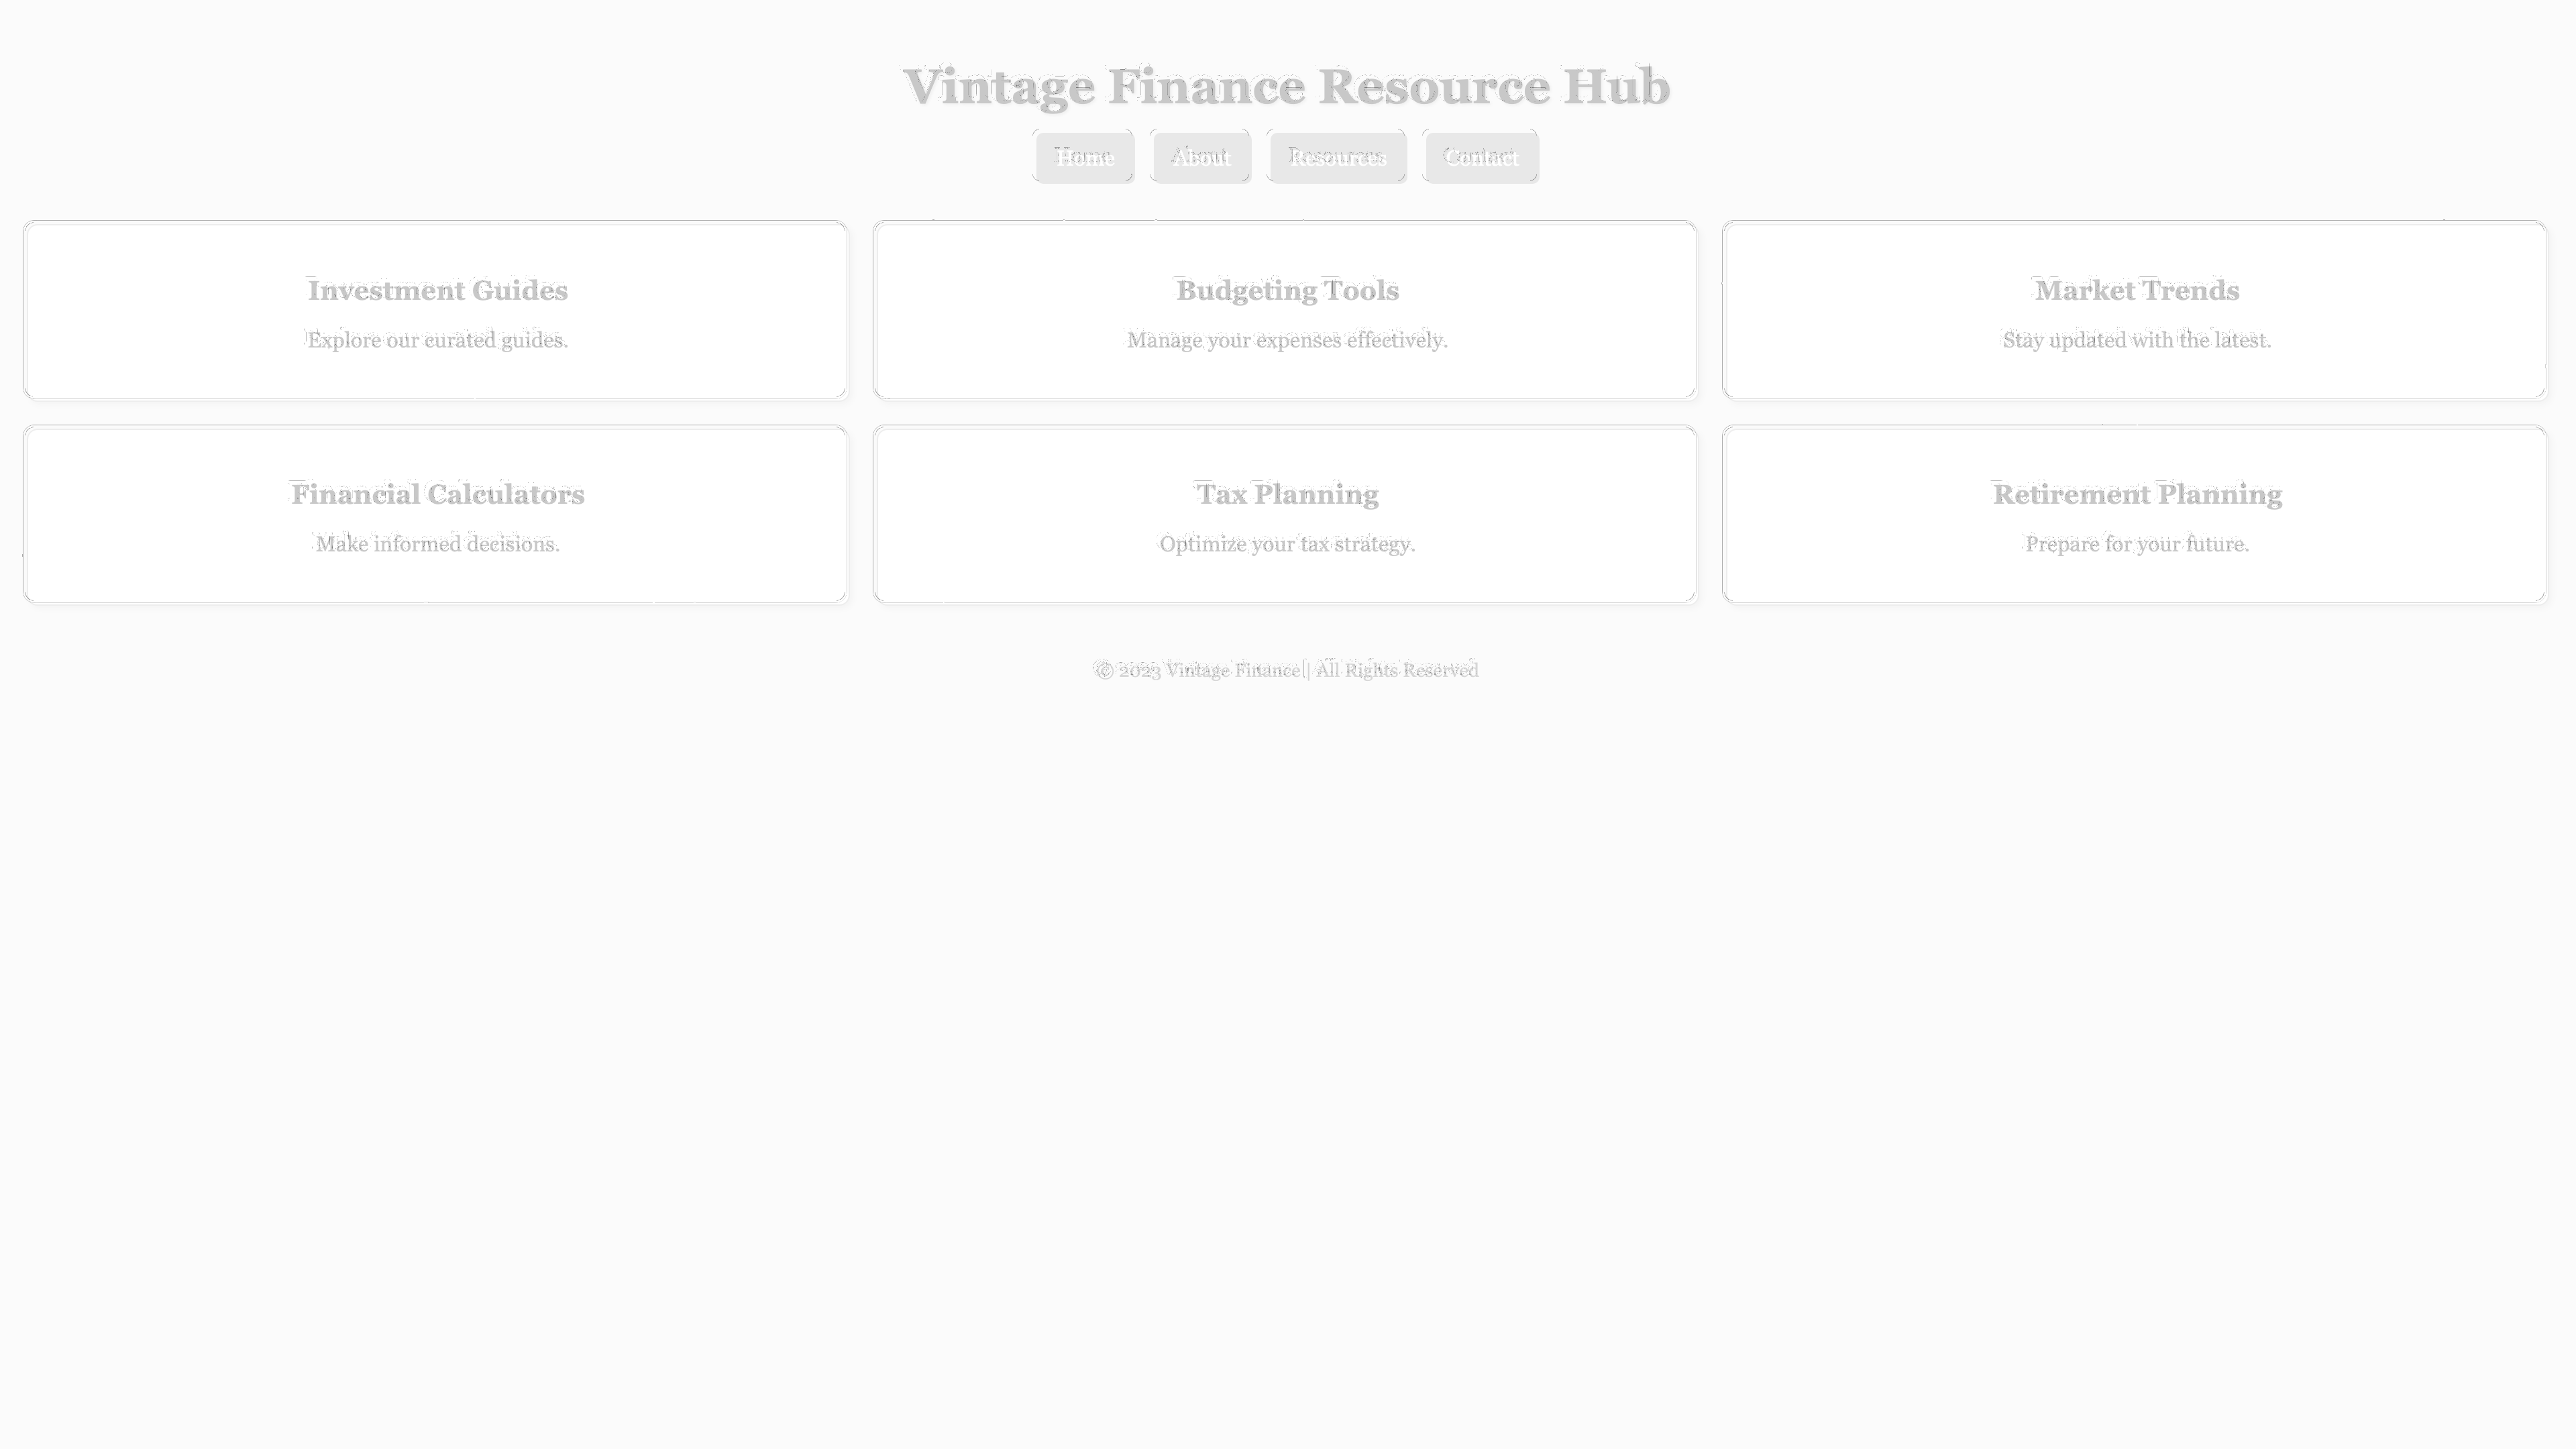 Vintage Finance Resource Hub
Home About Resources Contact
Investment Guides
Explore our curated guides.
Budgeting Tools
Manage your expenses effectively.
Market Trends
Stay updated with the latest.
Financial Calculators
Make informed decisions.
Tax Planning
Optimize your tax strategy.
Retirement Planning
Prepare for your future.
© 2023 Vintage Finance | All Rights Reserved